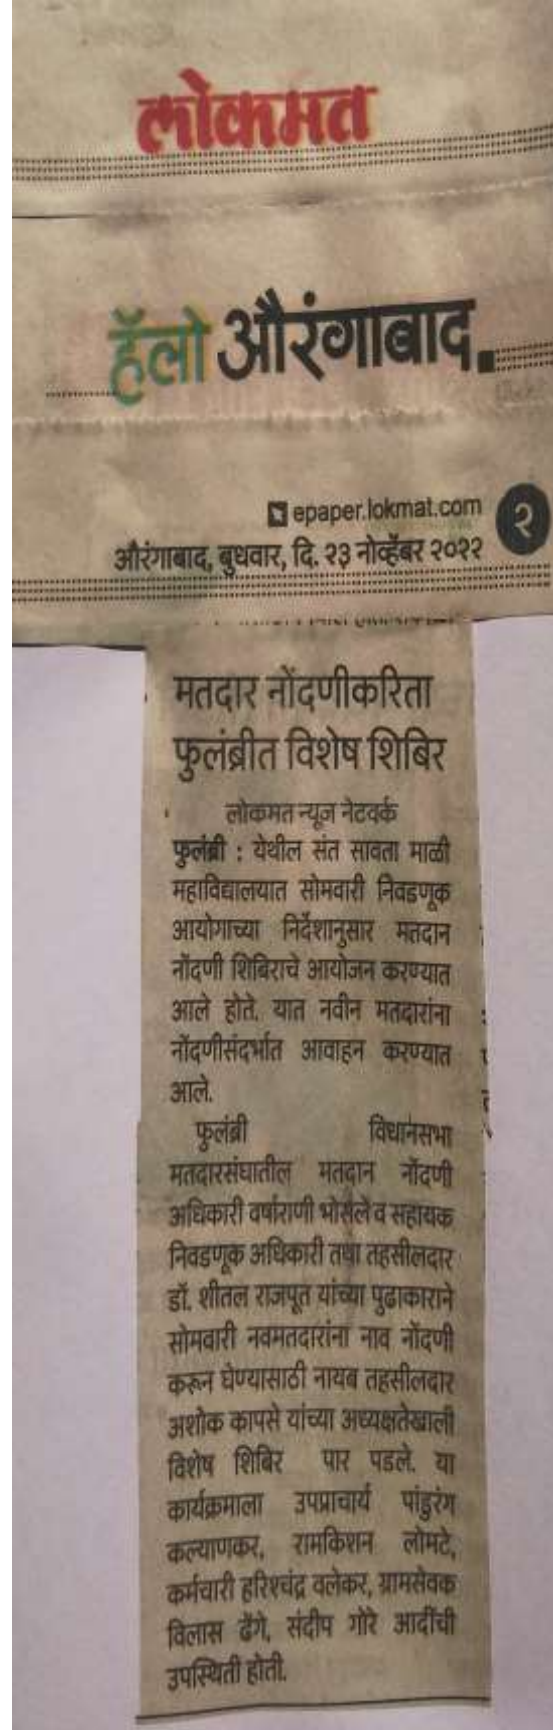 लोकमत
हॅलो औरंगाबाद.
epaper.lokmat.com
२
औरंगाबाद, बुधवार, दि. २३ नोव्हेंबर २०२२
मतदार नोंदणीकरिता
फुलंब्रीत विशेष शिबिर
लोकमत न्यूज नेटवर्क
फुलंब्री : येथील संत सावता माळी
महाविद्यालयात सोमवारी निवडणूक
आयोगाच्या निर्देशानुसार मतदान
नोंदणी शिबिराचे आयोजन करण्यात
आले होते. यात नवीन मतदारांना
नोंदणीसंदर्भात आवाहन करण्यात
आले.
फुलंब्री विधानसभा
मतदारसंघातील मतदान नोंदणी
अधिकारी वर्षाराणी भोसले व सहायक
निवडणूक अधिकारी तथा तहसीलदार
डॉ. शीतल राजपूत यांच्या पुढाकाराने
सोमवारी नवमतदारांना नाव नोंदणी
करून घेण्यासाठी नायब तहसीलदार
अशोक कापसे यांच्या अध्यक्षतेखाली
विशेष शिबिर पार पडले. या
कार्यक्रमाला उपप्राचार्य पांडुरंग
कल्याणकर, रामकिशन लोमटे,
कर्मचारी हरिश्चंद्र वलेकर, ग्रामसेवक
विलास ढेंगे, संदीप गोरे आदींची
उपस्थिती होती.